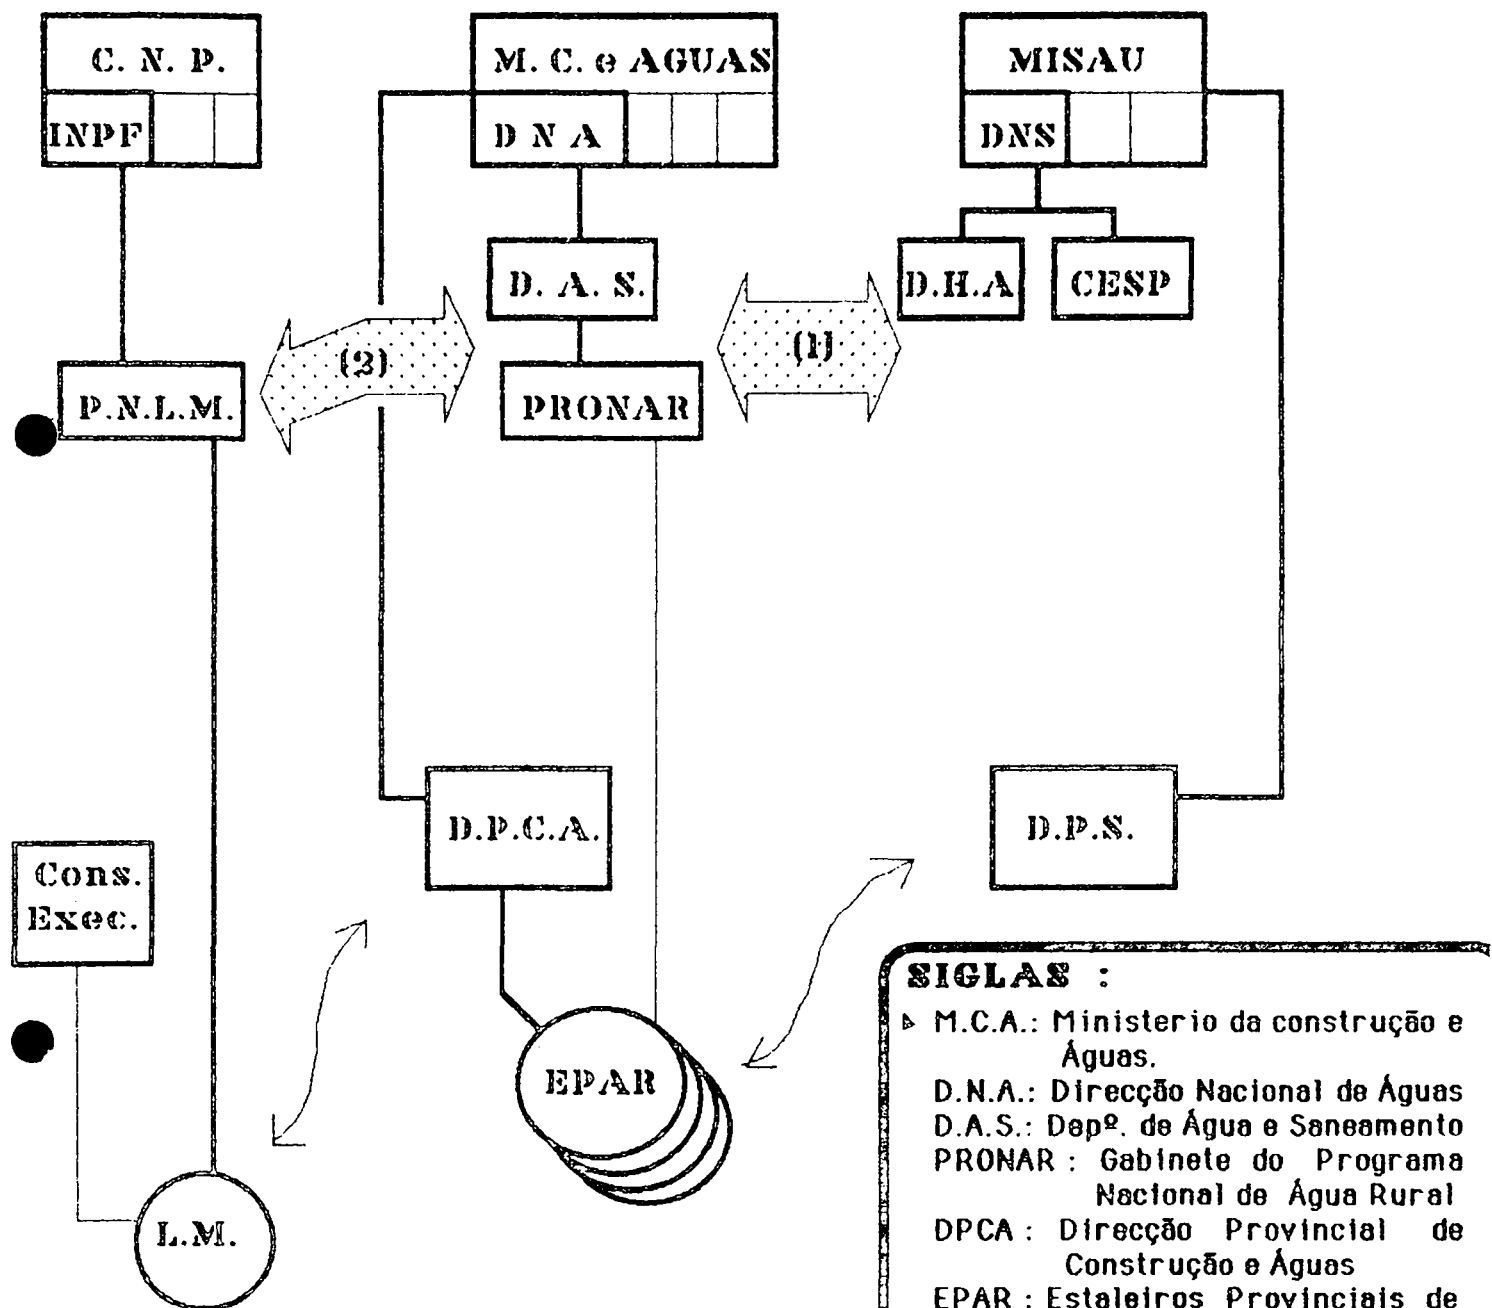 C. N. P.
INPF
M. C. e AGUAS
D N A
MISAU
DNS
D. A. S.
D.H.A
CESP
(2)
(1)
P.N.L.M.
PRONAR
D.P.C.A.
D.P.S.
Cons.
Exec.
EPAR
L.M.
SIGLAS :
M.C.A.: Ministerio da construção e
Águas.
D.N.A.: Direcção Nacional de Águas
D.A.S.: Depº. de Água e Saneamento
PRONAR : Gabinete do Programa
Nacional de Água Rural
DPCA : Direcção Provincial de
Construção e Águas
EPAR : Estaleiros Provinciais de